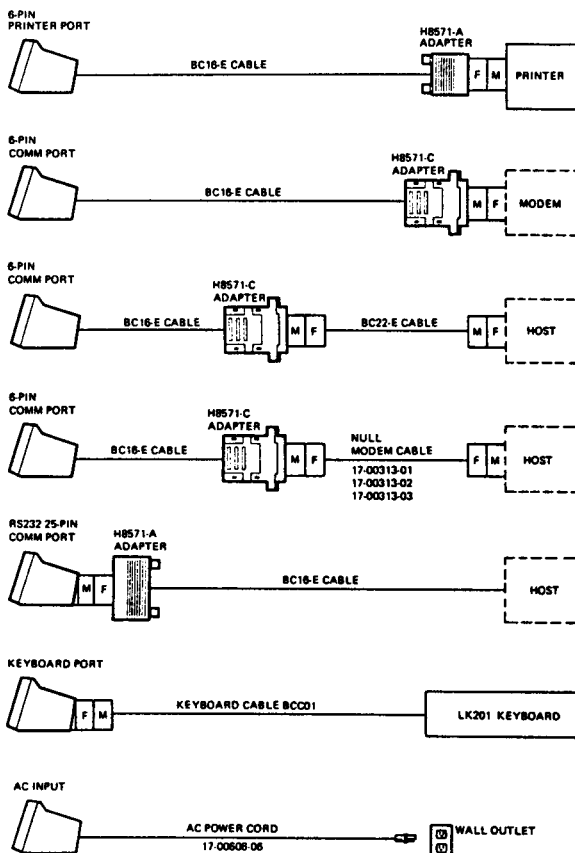 6-PIN
PRINTER PORT
BC16-E CABLE
H8571-A
ADAPTER
F M
PRINTER
6-PIN
COMM PORT
BC16-E CABLE
H8571-C
ADAPTER
M F
MODEM
6-PIN
COMM PORT
BC16-E CABLE
H8571-C
ADAPTER
M F
BC22-E CABLE
M F
HOST
6-PIN
COMM PORT
BC16-E CABLE
H8571-C
ADAPTER
M F
NULL
MODEM CABLE
17-00313-01
17-00313-02
17-00313-03
F M
HOST
RS232 25-PIN
COMM PORT
M F
H8571-A
ADAPTER
BC16-E CABLE
HOST
KEYBOARD PORT
F M
KEYBOARD CABLE BCC01
LK201 KEYBOARD
AC INPUT
AC POWER CORD
17-00608-06
WALL OUTLET